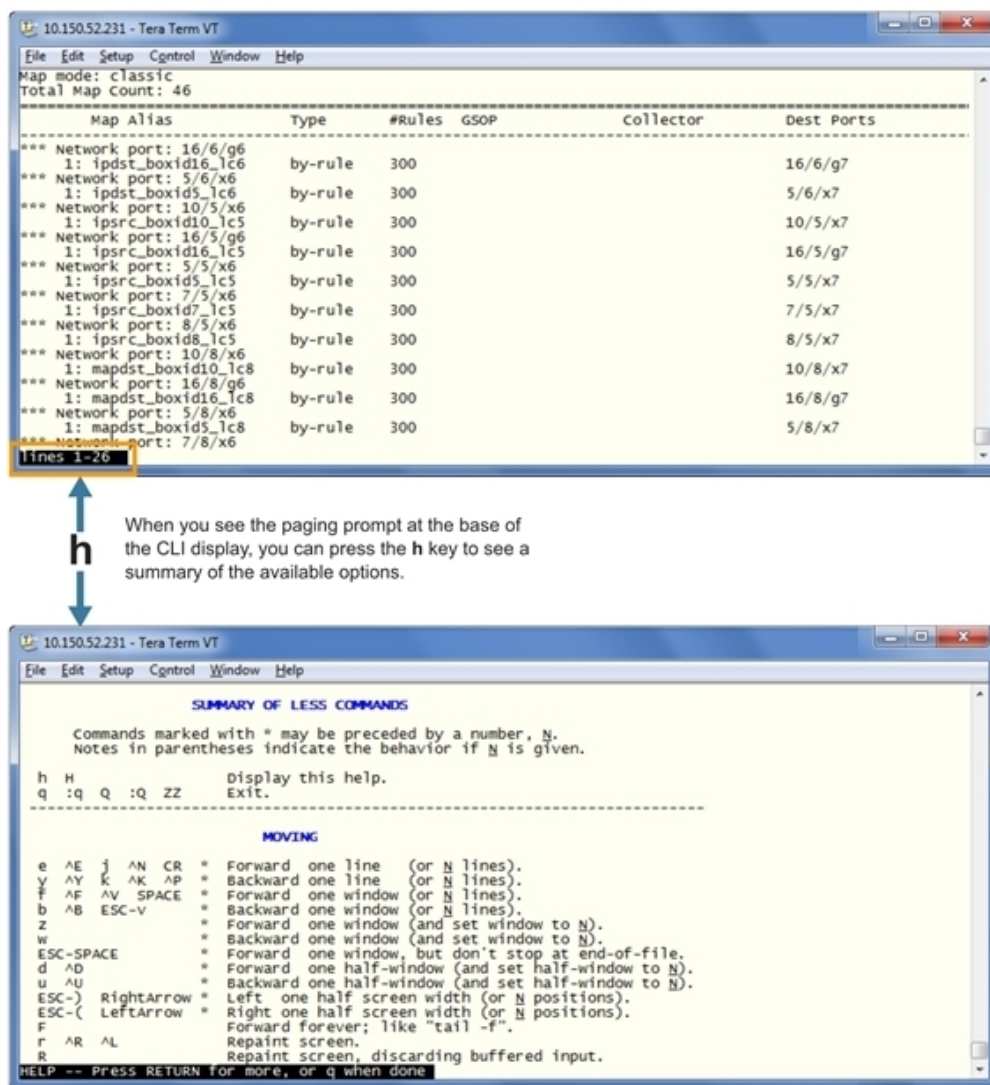 10.150.52.231 - Tera Term VT
File Edit Setup Control Window Help
Map mode: classic
Total Map Count: 46
Map Alias Type #Rules GSOP Collector Dest Ports
*** Network port: 16/6/g6
1: ipdst_boxid16_lc6 by-rule 300 16/6/g7
*** Network port: 5/6/x6
1: ipdst_boxid5_lc6 by-rule 300 5/6/x7
*** Network port: 10/5/x6
1: ipsrc_boxid10_lc5 by-rule 300 10/5/x7
*** Network port: 16/5/g6
1: ipsrc_boxid16_lc5 by-rule 300 16/5/g7
*** Network port: 5/5/x6
1: ipsrc_boxid5_lc5 by-rule 300 5/5/x7
*** Network port: 7/5/x6
1: ipsrc_boxid7_lc5 by-rule 300 7/5/x7
*** Network port: 8/5/x6
1: ipsrc_boxid8_lc5 by-rule 300 8/5/x7
*** Network port: 10/8/x6
1: mapdst_boxid10_lc8 by-rule 300 10/8/x7
*** Network port: 16/8/g6
1: mapdst_boxid16_lc8 by-rule 300 16/8/g7
*** Network port: 5/8/x6
1: mapdst_boxid5_lc8 by-rule 300 5/8/x7
*** Network port: 7/8/x6
lines 1-26
h
When you see the paging prompt at the base of
the CLI display, you can press the h key to see a
summary of the available options.
10.150.52.231 - Tera Term VT
File Edit Setup Control Window Help
SUMMARY OF LESS COMMANDS
Commands marked with * may be preceded by a number, N.
Notes in parentheses indicate the behavior if N is given.
h H Display this help.
q :q Q :Q ZZ Exit.
MOVING
e ^E j ^N CR * Forward one line (or N lines).
y ^Y k ^K ^P * Backward one line (or N lines).
f ^F ^V SPACE * Forward one window (or N lines).
b ^B ESC-v * Backward one window (or N lines).
z * Forward one window (and set window to N).
w * Backward one window (and set window to N).
ESC-SPACE * Forward one window, but don't stop at end-of-file.
d ^D * Forward one half-window (and set half-window to N).
u ^U * Backward one half-window (and set half-window to N).
ESC-) RightArrow * Left one half screen width (or N positions).
ESC-( LeftArrow * Right one half screen width (or N positions).
F Forward forever; like "tail -f".
r ^R ^L Repaint screen.
R Repaint screen, discarding buffered input.
HELP -- Press RETURN for more, or q when done